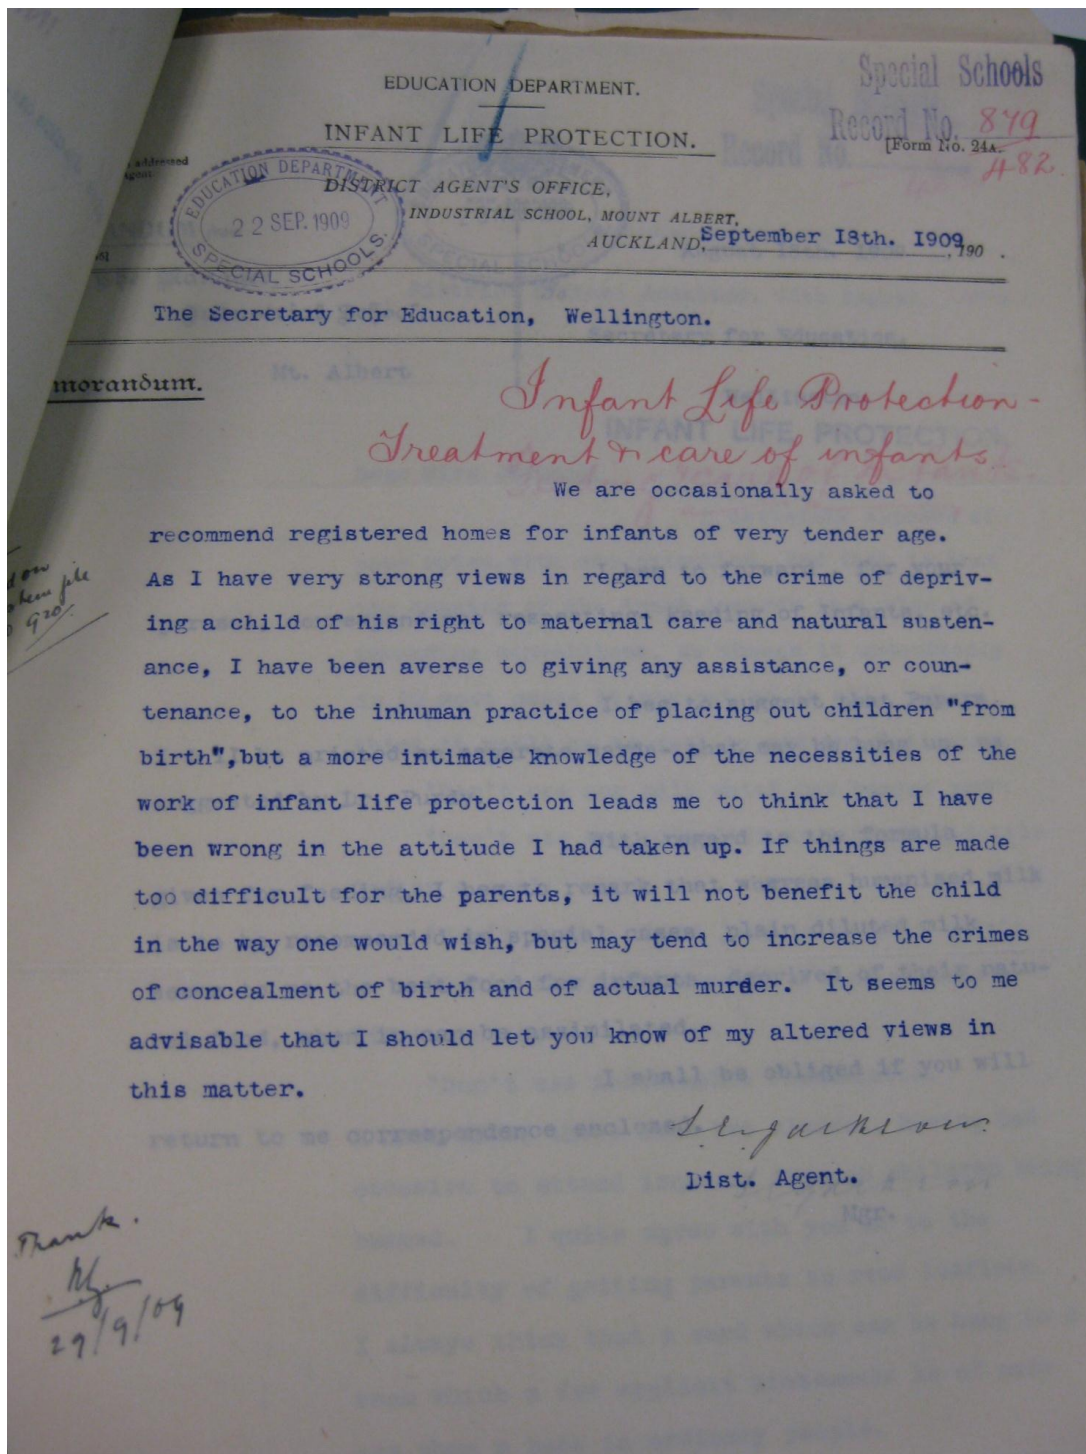 EDUCATION DEPARTMENT.
Special Schools
Record No. 879
INFANT LIFE PROTECTION.
[Form No. 24A.
482.
addressed
Agent
EDUCATION DEPARTMENT
22 SEP. 1909
SPECIAL SCHOOLS.
DISTRICT AGENT'S OFFICE,
INDUSTRIAL SCHOOL, MOUNT ALBERT,
AUCKLAND, September 18th. 1909, 190 .
The Secretary for Education, Wellington.
morandum.
Infant Life Protection -
Treatment & care of infants.
We are occasionally asked to
recommend registered homes for infants of very tender age.
As I have very strong views in regard to the crime of depriv-
ing a child of his right to maternal care and natural susten-
ance, I have been averse to giving any assistance, or coun-
tenance, to the inhuman practice of placing out children "from
birth",but a more intimate knowledge of the necessities of the
work of infant life protection leads me to think that I have
been wrong in the attitude I had taken up. If things are made
too difficult for the parents, it will not benefit the child
in the way one would wish, but may tend to increase the crimes
of concealment of birth and of actual murder. It seems to me
advisable that I should let you know of my altered views in
this matter.
Dist. Agent.
Thank.
29/9/09